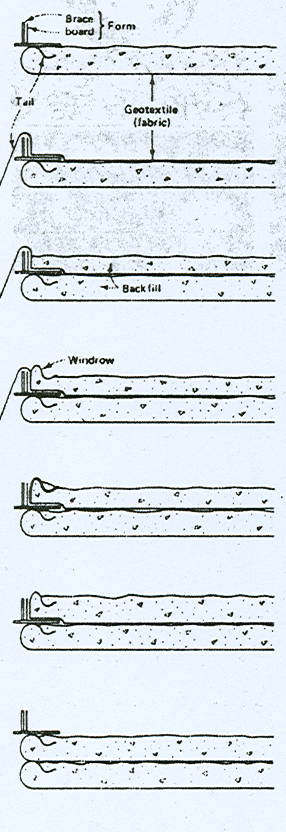 Brace
board
Form
Tail
Geotextile
(fabric)
Backfill
Windrow